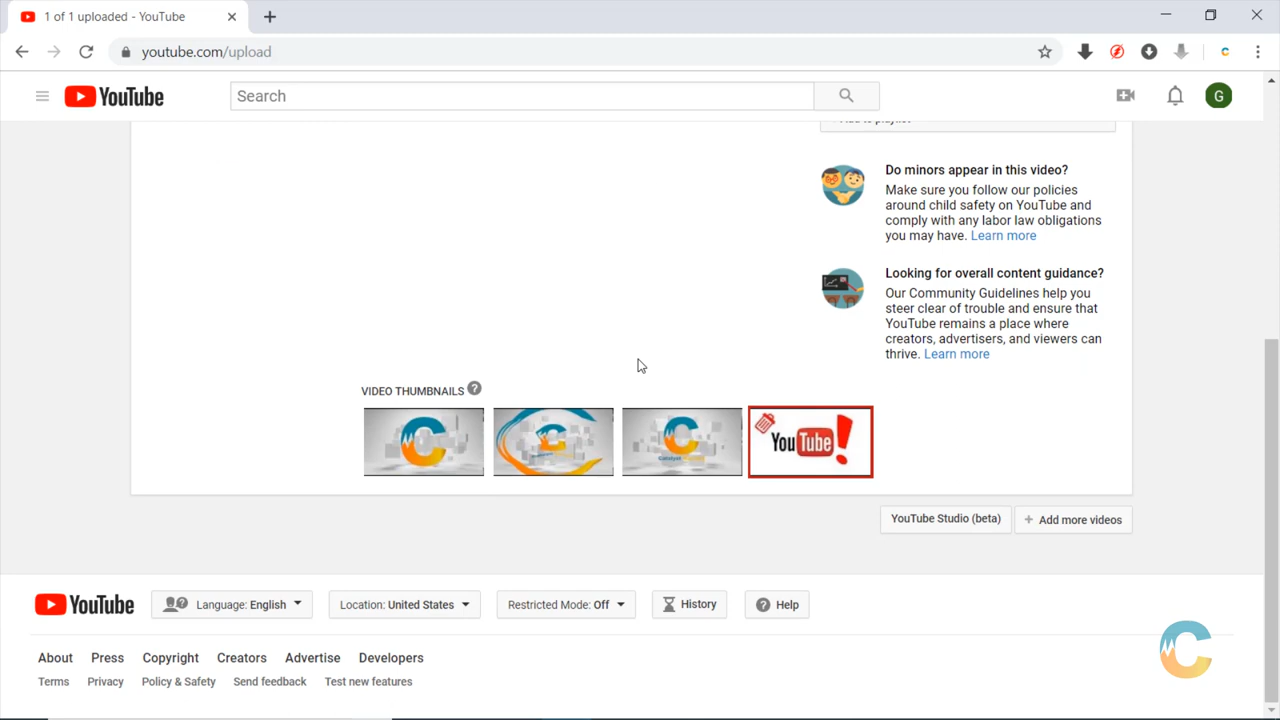 1 of 1 uploaded - YouTube
youtube.com/upload
YouTube
Search
G
Add to playlist
Do minors appear in this video?
Make sure you follow our policies
around child safety on YouTube and
comply with any labor law obligations
you may have. Learn more
Looking for overall content guidance?
Our Community Guidelines help you
steer clear of trouble and ensure that
YouTube remains a place where
creators, advertisers, and viewers can
thrive. Learn more
VIDEO THUMBNAILS ?
YouTube!
YouTube Studio (beta)
+ Add more videos
YouTube
Language: English
Location: United States
Restricted Mode: Off
History
Help
About Press Copyright Creators Advertise Developers
Terms Privacy Policy & Safety Send feedback Test new features